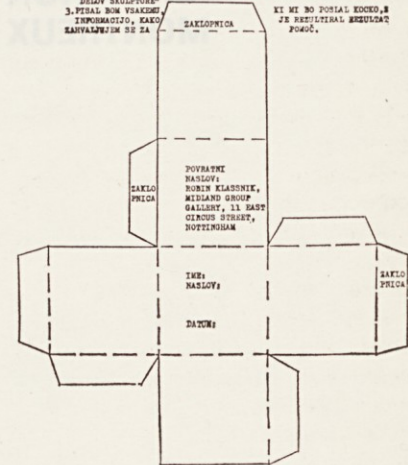 DELOV SKULPTURE-
3. PISAL BOM VSAKEMU,
INFORMACIJO, KAKO
ZAHVALJUJEM SE ZA
KI MI BO POSLAL KOCKO,
JE REZULTIRAL REZULTAT
POMOČ.
ZAKLOPNICA
ZAKLO
PNICA
POVRATNI
NASLOV:
ROBIN KLASSNIK,
MIDLAND GROUP
GALLERY, 11 EAST
CIRCUS STREET,
NOTTINGHAM
IME:
NASLOV:
DATUM:
ZAKLO
PNICA